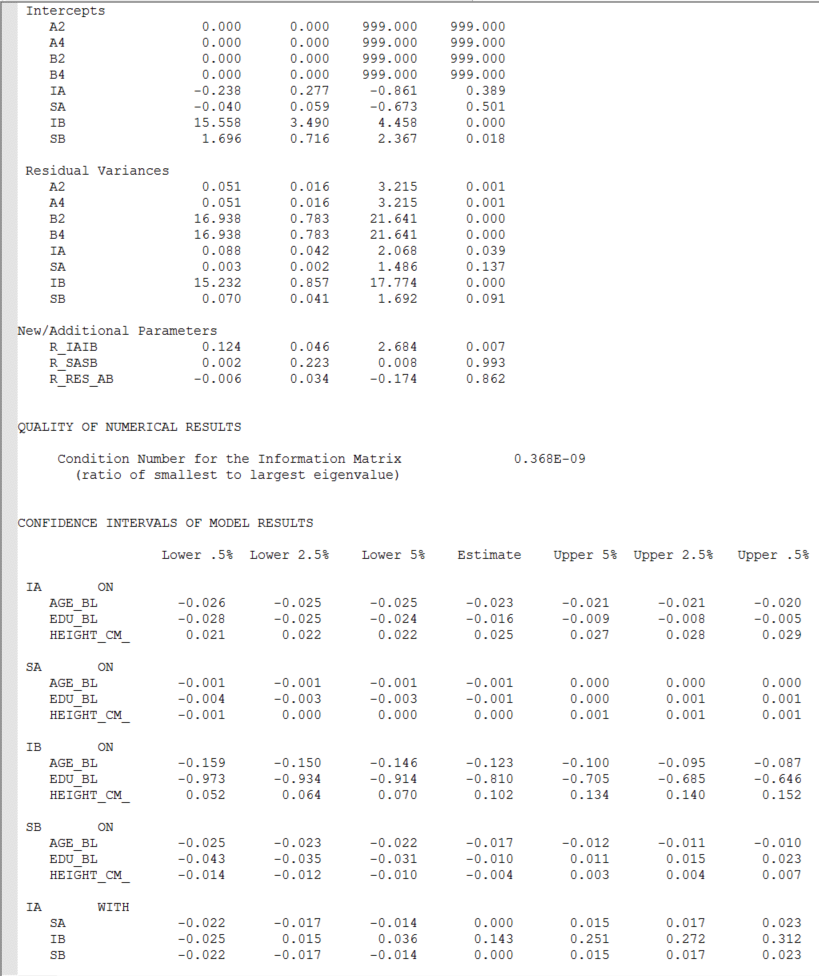 Intercepts
A2 0.000 0.000 999.000 999.000
A4 0.000 0.000 999.000 999.000
B2 0.000 0.000 999.000 999.000
B4 0.000 0.000 999.000 999.000
IA -0.238 0.277 -0.861 0.389
SA -0.040 0.059 -0.673 0.501
IB 15.558 3.490 4.458 0.000
SB 1.696 0.716 2.367 0.018
Residual Variances
A2 0.051 0.016 3.215 0.001
A4 0.051 0.016 3.215 0.001
B2 16.938 0.783 21.641 0.000
B4 16.938 0.783 21.641 0.000
IA 0.088 0.042 2.068 0.039
SA 0.003 0.002 1.486 0.137
IB 15.232 0.857 17.774 0.000
SB 0.070 0.041 1.692 0.091
New/Additional Parameters
R_IAIB 0.124 0.046 2.684 0.007
R_SASB 0.002 0.223 0.008 0.993
R_RES_AB -0.006 0.034 -0.174 0.862
QUALITY OF NUMERICAL RESULTS
Condition Number for the Information Matrix 0.368E-09
(ratio of smallest to largest eigenvalue)
CONFIDENCE INTERVALS OF MODEL RESULTS
Lower .5% Lower 2.5% Lower 5% Estimate Upper 5% Upper 2.5% Upper .5%
IA ON
AGE_BL -0.026 -0.025 -0.025 -0.023 -0.021 -0.021 -0.020
EDU_BL -0.028 -0.025 -0.024 -0.016 -0.009 -0.008 -0.005
HEIGHT_CM_ 0.021 0.022 0.022 0.025 0.027 0.028 0.029
SA ON
AGE_BL -0.001 -0.001 -0.001 -0.001 0.000 0.000 0.000
EDU_BL -0.004 -0.003 -0.003 -0.001 0.000 0.001 0.001
HEIGHT_CM_ -0.001 0.000 0.000 0.000 0.001 0.001 0.001
IB ON
AGE_BL -0.159 -0.150 -0.146 -0.123 -0.100 -0.095 -0.087
EDU_BL -0.973 -0.934 -0.914 -0.810 -0.705 -0.685 -0.646
HEIGHT_CM_ 0.052 0.064 0.070 0.102 0.134 0.140 0.152
SB ON
AGE_BL -0.025 -0.023 -0.022 -0.017 -0.012 -0.011 -0.010
EDU_BL -0.043 -0.035 -0.031 -0.010 0.011 0.015 0.023
HEIGHT_CM_ -0.014 -0.012 -0.010 -0.004 0.003 0.004 0.007
IA WITH
SA -0.022 -0.017 -0.014 0.000 0.015 0.017 0.023
IB -0.025 0.015 0.036 0.143 0.251 0.272 0.312
SB -0.022 -0.017 -0.014 0.000 0.015 0.017 0.023